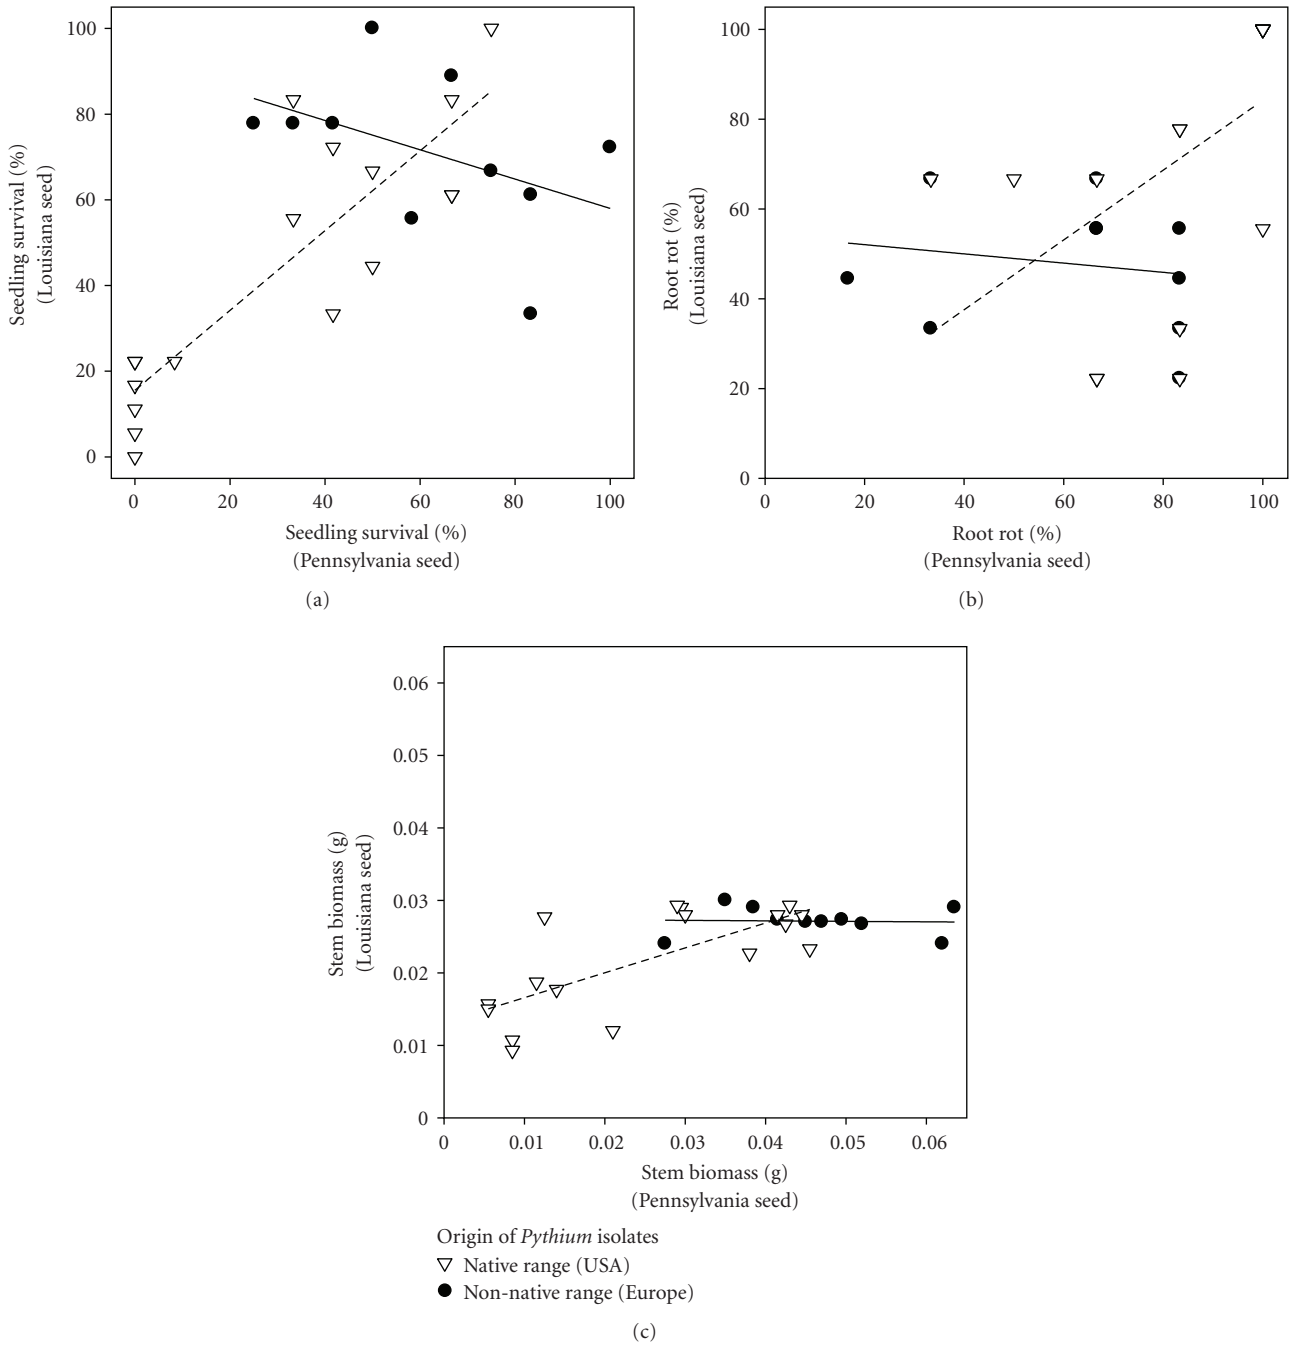 100
80
60
40
20
0
Seedling survival (%)
(Louisiana seed)
0 20 40 60 80 100
Seedling survival (%)
(Pennsylvania seed)
(a)
100
80
60
40
20
0
Root rot (%)
(Louisiana seed)
0 20 40 60 80 100
Root rot (%)
(Pennsylvania seed)
(b)
0.06
0.05
0.04
0.03
0.02
0.01
0
Stem biomass (g)
(Louisiana seed)
0 0.01 0.02 0.03 0.04 0.05 0.06
Stem biomass (g)
(Pennsylvania seed)
Origin of Pythium isolates
Native range (USA)
Non-native range (Europe)
(c)